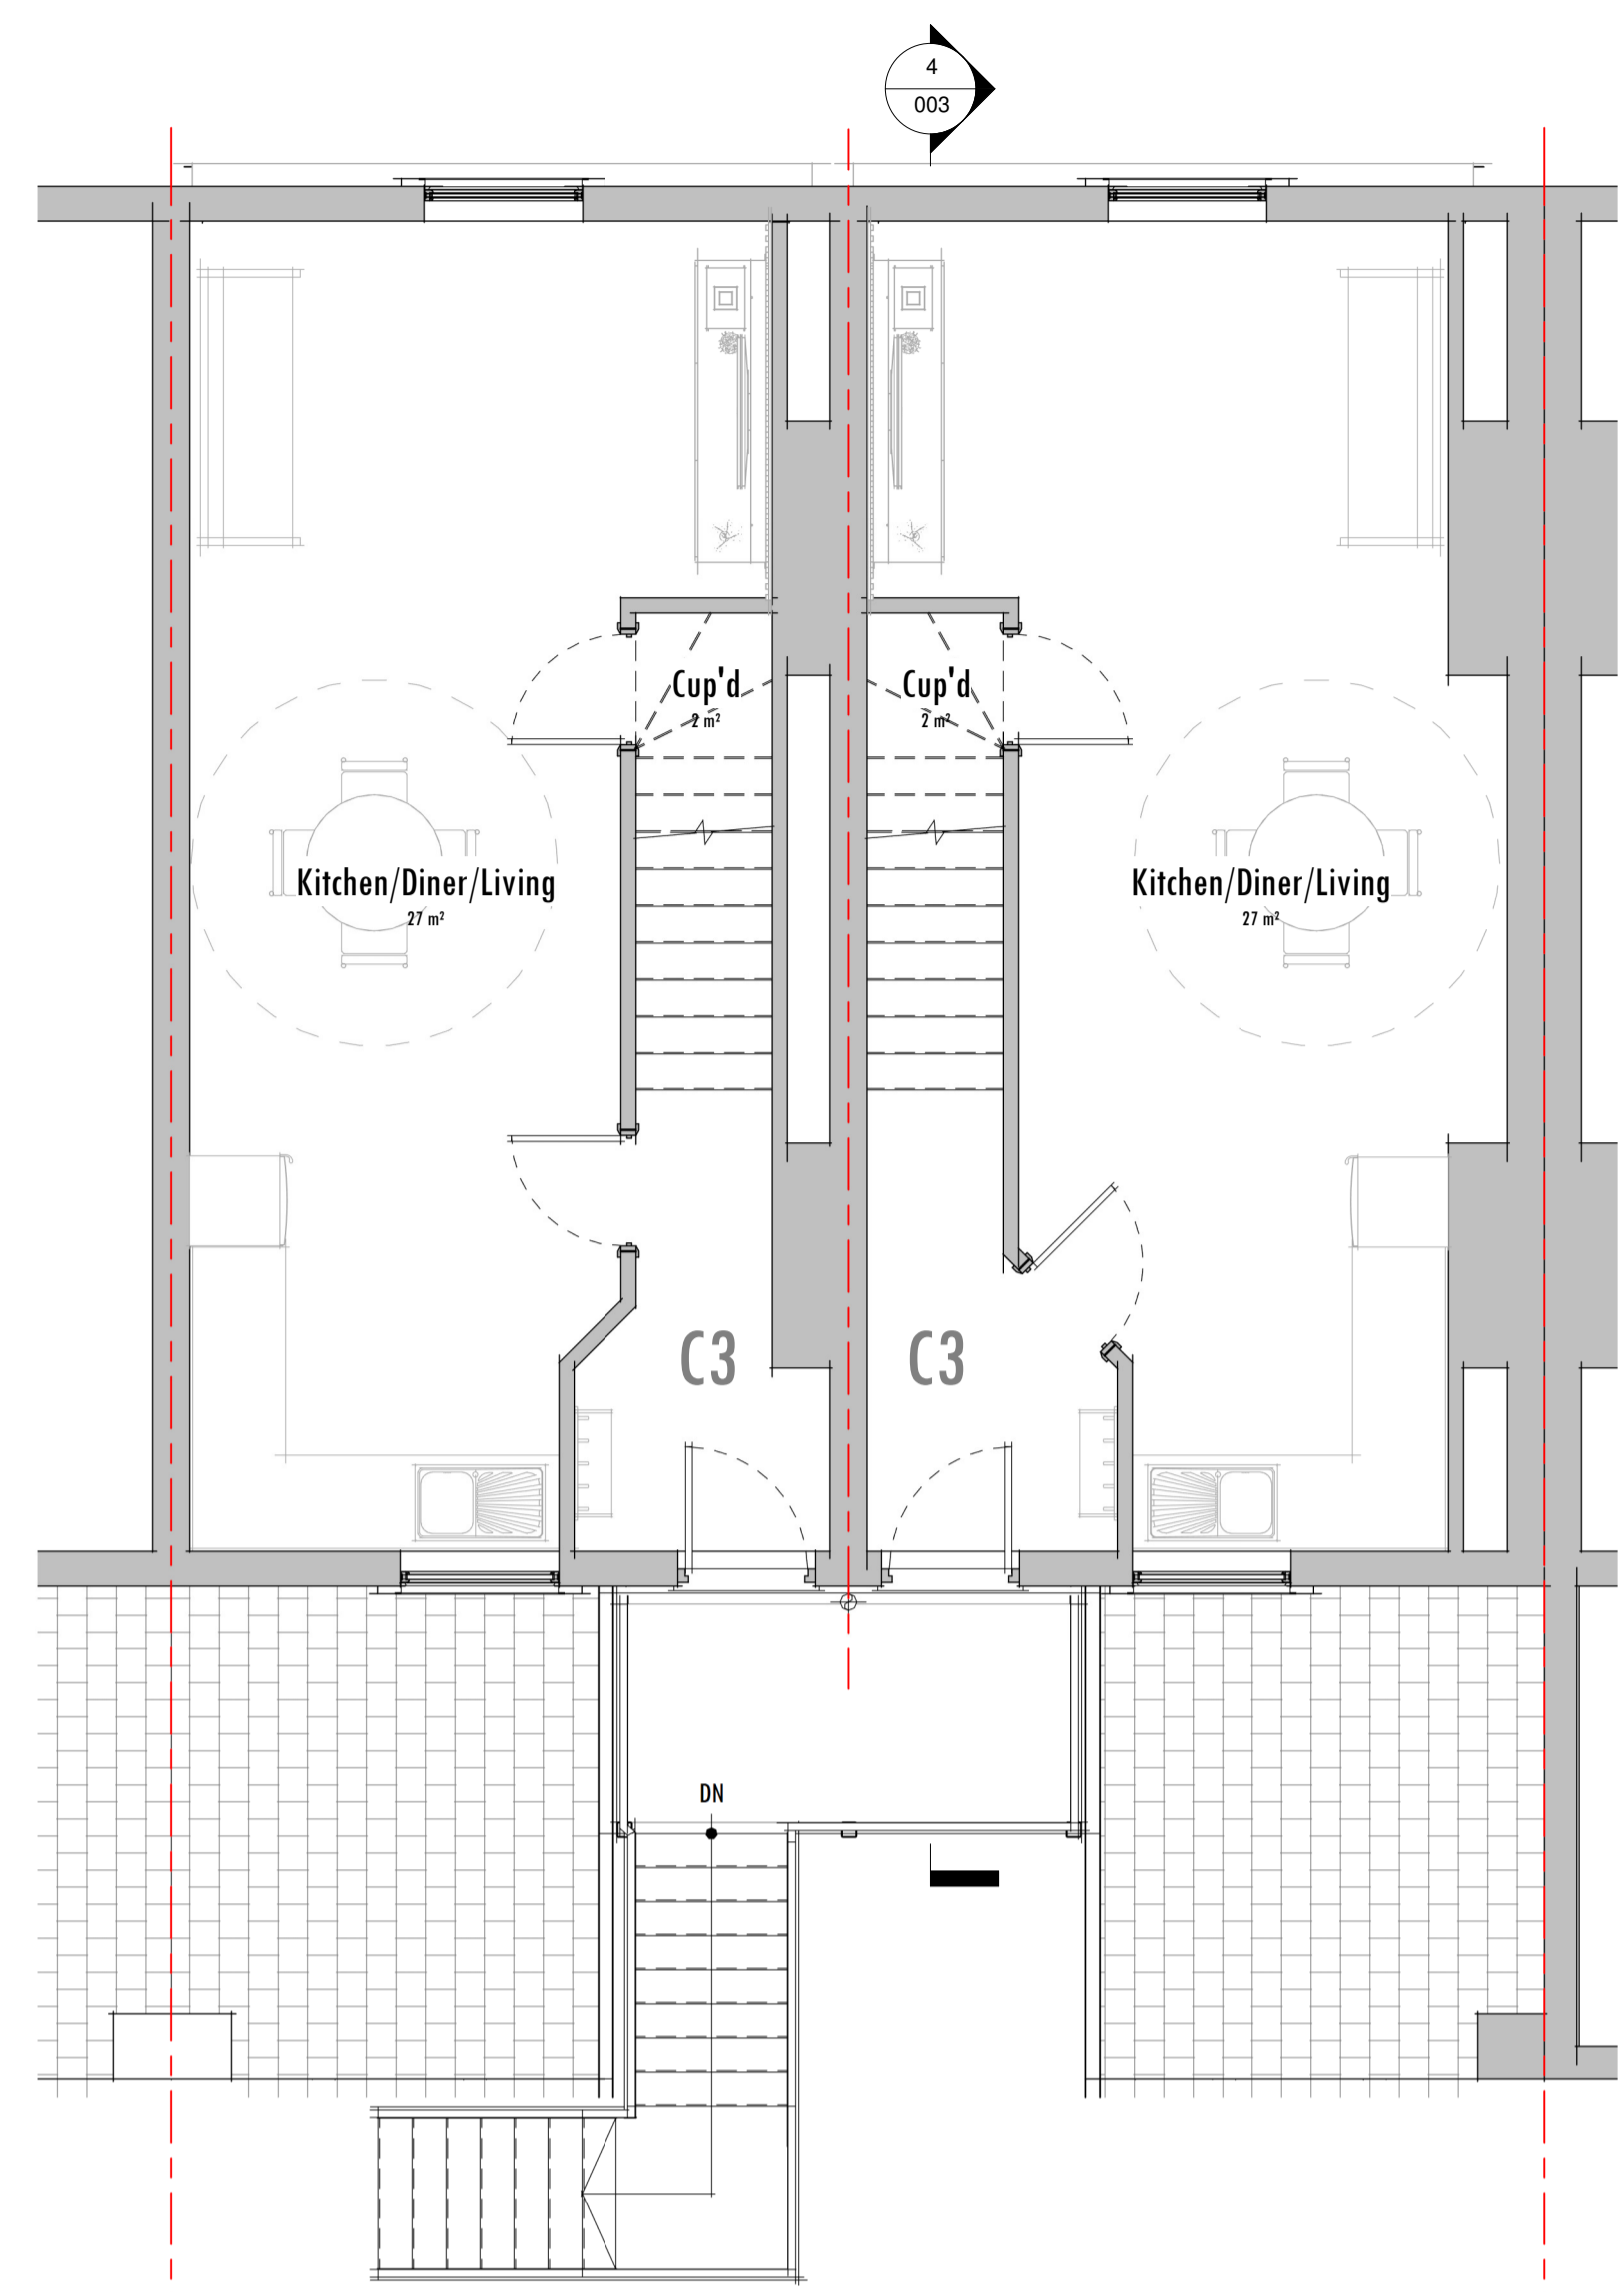 4
003
Cup'd
2 m²
Cup'd
2 m²
Kitchen/Diner/Living
27 m²
Kitchen/Diner/Living
27 m²
C3
C3
DN